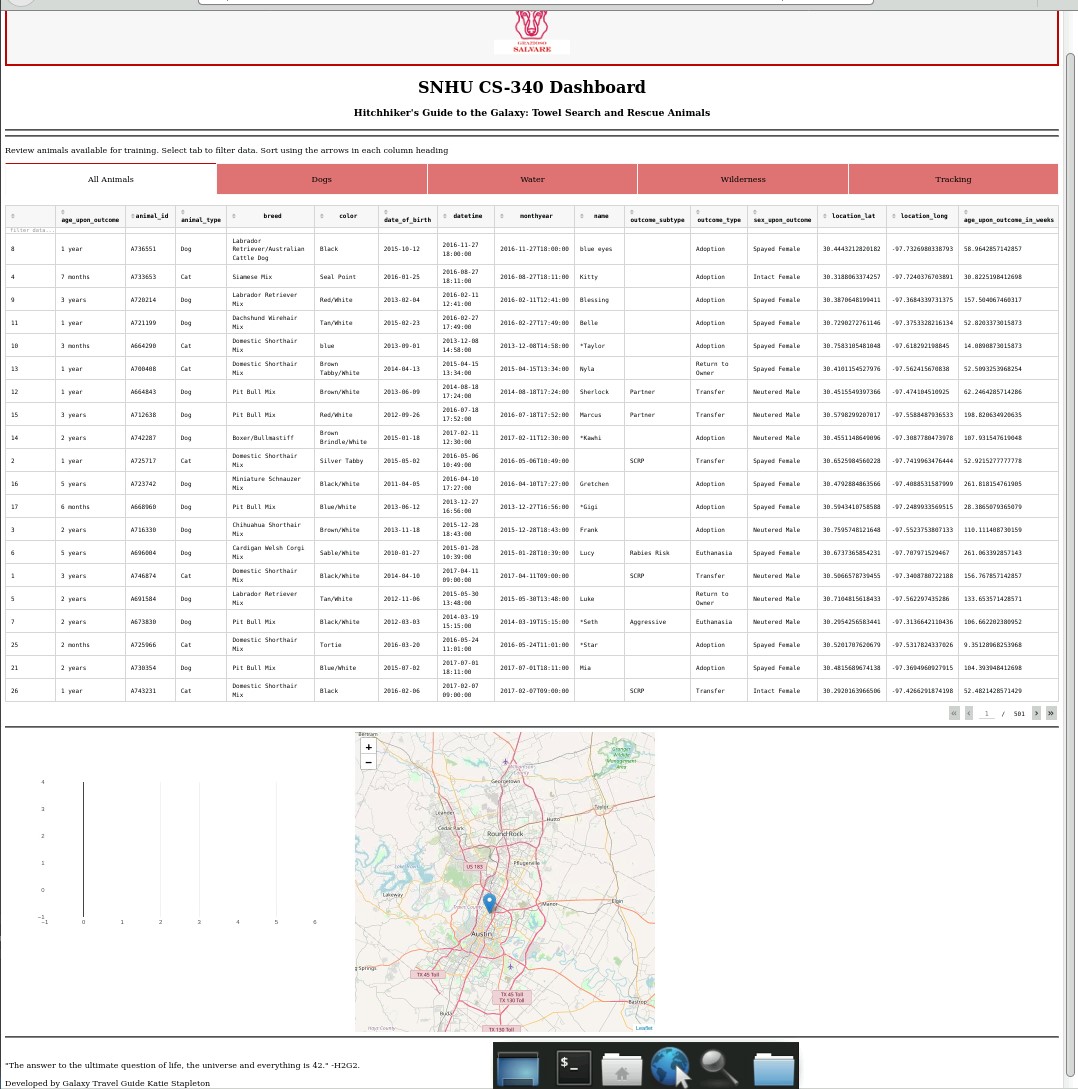 GRAZIOSO
SALVARE
SNHU CS-340 Dashboard
Hitchhiker's Guide to the Galaxy: Towel Search and Rescue Animals
Review animals available for training. Select tab to filter data. Sort using the arrows in each column heading
All Animals Dogs Water Wilderness Tracking
age_upon_outcome animal_id animal_type breed color date_of_birth datetime monthyear name outcome_subtype outcome_type sex_upon_outcome location_lat location_long age_upon_outcome_in_weeks
filter data...
8 1 year A736551 Dog Labrador Retriever/Australian Cattle Dog Black 2015-10-12 2016-11-27 18:00:00 2016-11-27T18:00:00 blue eyes Adoption Spayed Female 30.4443212820182 -97.7326980338793 58.9642857142857
4 7 months A733653 Cat Siamese Mix Seal Point 2016-01-25 2016-08-27 18:11:00 2016-08-27T18:11:00 Kitty Adoption Intact Female 30.3188063374257 -97.7240376703891 30.8225198412698
9 3 years A720214 Dog Labrador Retriever Mix Red/White 2013-02-04 2016-02-11 12:41:00 2016-02-11T12:41:00 Blessing Adoption Spayed Female 30.3870648199411 -97.3684339731375 157.504067460317
11 1 year A721199 Dog Dachshund Wirehair Mix Tan/White 2015-02-23 2016-02-27 17:49:00 2016-02-27T17:49:00 Belle Adoption Spayed Female 30.7290272761146 -97.3753328216134 52.8203373015873
10 3 months A664290 Cat Domestic Shorthair Mix blue 2013-09-01 2013-12-08 14:58:00 2013-12-08T14:58:00 *Taylor Adoption Spayed Female 30.7583105481048 -97.618292198845 14.0890873015873
13 1 year A700408 Cat Domestic Shorthair Mix Brown Tabby/White 2014-04-13 2015-04-15 13:34:00 2015-04-15T13:34:00 Nyla Return to Owner Spayed Female 30.4101154527976 -97.562415670838 52.5093253968254
12 1 year A664843 Dog Pit Bull Mix Brown/White 2013-06-09 2014-08-18 17:24:00 2014-08-18T17:24:00 Sherlock Partner Transfer Neutered Male 30.4515549397366 -97.474104510925 62.2464285714286
15 3 years A712638 Dog Pit Bull Mix Red/White 2012-09-26 2016-07-18 17:52:00 2016-07-18T17:52:00 Marcus Partner Transfer Neutered Male 30.5798299207017 -97.5588487936533 198.820634920635
14 2 years A742287 Dog Boxer/Bullmastiff Brown Brindle/White 2015-01-18 2017-02-11 12:30:00 2017-02-11T12:30:00 *Kawhi Adoption Neutered Male 30.4551148649096 -97.3087780473978 107.931547619048
2 1 year A725717 Cat Domestic Shorthair Mix Silver Tabby 2015-05-02 2016-05-06 10:49:00 2016-05-06T10:49:00 SCRP Transfer Spayed Female 30.6525984560228 -97.7419963476444 52.9215277777778
16 5 years A723742 Dog Miniature Schnauzer Mix Black/White 2011-04-05 2016-04-10 17:27:00 2016-04-10T17:27:00 Gretchen Adoption Spayed Female 30.4792884863566 -97.4088531587999 261.818154761905
17 6 months A668960 Dog Pit Bull Mix Blue/White 2013-06-12 2013-12-27 16:56:00 2013-12-27T16:56:00 *Gigi Adoption Spayed Female 30.5943410758588 -97.2489933569515 28.3865079365079
3 2 years A716330 Dog Chihuahua Shorthair Mix Brown/White 2013-11-18 2015-12-28 18:43:00 2015-12-28T18:43:00 Frank Adoption Neutered Male 30.7595748121648 -97.5523753807133 110.111408730159
6 5 years A696004 Dog Cardigan Welsh Corgi Mix Sable/White 2010-01-27 2015-01-28 10:39:00 2015-01-28T10:39:00 Lucy Rabies Risk Euthanasia Spayed Female 30.6737365854231 -97.707971529467 261.063392857143
1 3 years A746874 Cat Domestic Shorthair Mix Black/White 2014-04-10 2017-04-11 09:00:00 2017-04-11T09:00:00 SCRP Transfer Neutered Male 30.5066578739455 -97.3408780722188 156.767857142857
5 2 years A691584 Dog Labrador Retriever Mix Tan/White 2012-11-06 2015-05-30 13:48:00 2015-05-30T13:48:00 Luke Return to Owner Neutered Male 30.7104815618433 -97.562297435286 133.653571428571
7 2 years A673830 Dog Pit Bull Mix Black/White 2012-03-03 2014-03-19 15:15:00 2014-03-19T15:15:00 *Seth Aggressive Euthanasia Neutered Male 30.2954256583441 -97.3136642110436 106.662202380952
25 2 months A725966 Cat Domestic Shorthair Mix Tortie 2016-03-20 2016-05-24 11:01:00 2016-05-24T11:01:00 *Star Adoption Spayed Female 30.5201707620679 -97.5317824337026 9.35128968253968
21 2 years A730354 Dog Pit Bull Mix Blue/White 2015-07-02 2017-07-01 18:11:00 2017-07-01T18:11:00 Mia Adoption Spayed Female 30.4815689674138 -97.3694960927915 104.393948412698
26 1 year A743231 Cat Domestic Shorthair Mix Black 2016-02-06 2017-02-07 09:00:00 2017-02-07T09:00:00 SCRP Transfer Intact Female 30.2920163966506 -97.4266291874198 52.4821428571429
« ‹ 1 / 501 › »
4
3
2
1
0
−1
−1 0 1 2 3 4 5 6
+
−
Bertram
Georgetown
Leander
Cedar Park
Round Rock
Hutto
Taylor
US 183
Pflugerville
Lakeway
Manor
Elgin
Austin
g Springs
TX 45 Toll
TX 45 Toll
TX 130 Toll
Buda
Bastrop
Hays County
TX 130 Toll
Leaflet
"The answer to the ultimate question of life, the universe and everything is 42." -H2G2.
Developed by Galaxy Travel Guide Katie Stapleton
$_